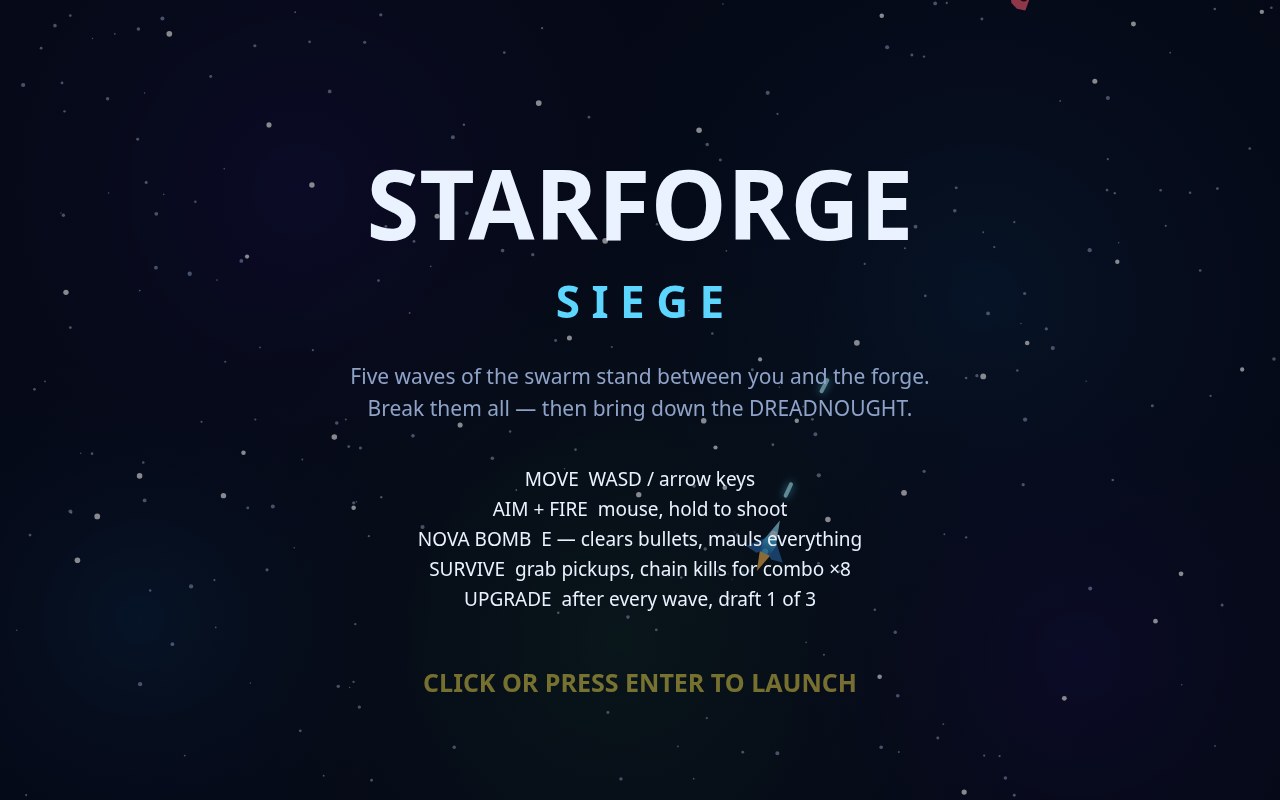 STARFORGE
SIEGE
Five waves of the swarm stand between you and the forge.
Break them all — then bring down the DREADNOUGHT.
MOVE  WASD / arrow keys
AIM + FIRE  mouse, hold to shoot
NOVA BOMB  E — clears bullets, mauls everything
SURVIVE  grab pickups, chain kills for combo ×8
UPGRADE  after every wave, draft 1 of 3
CLICK OR PRESS ENTER TO LAUNCH